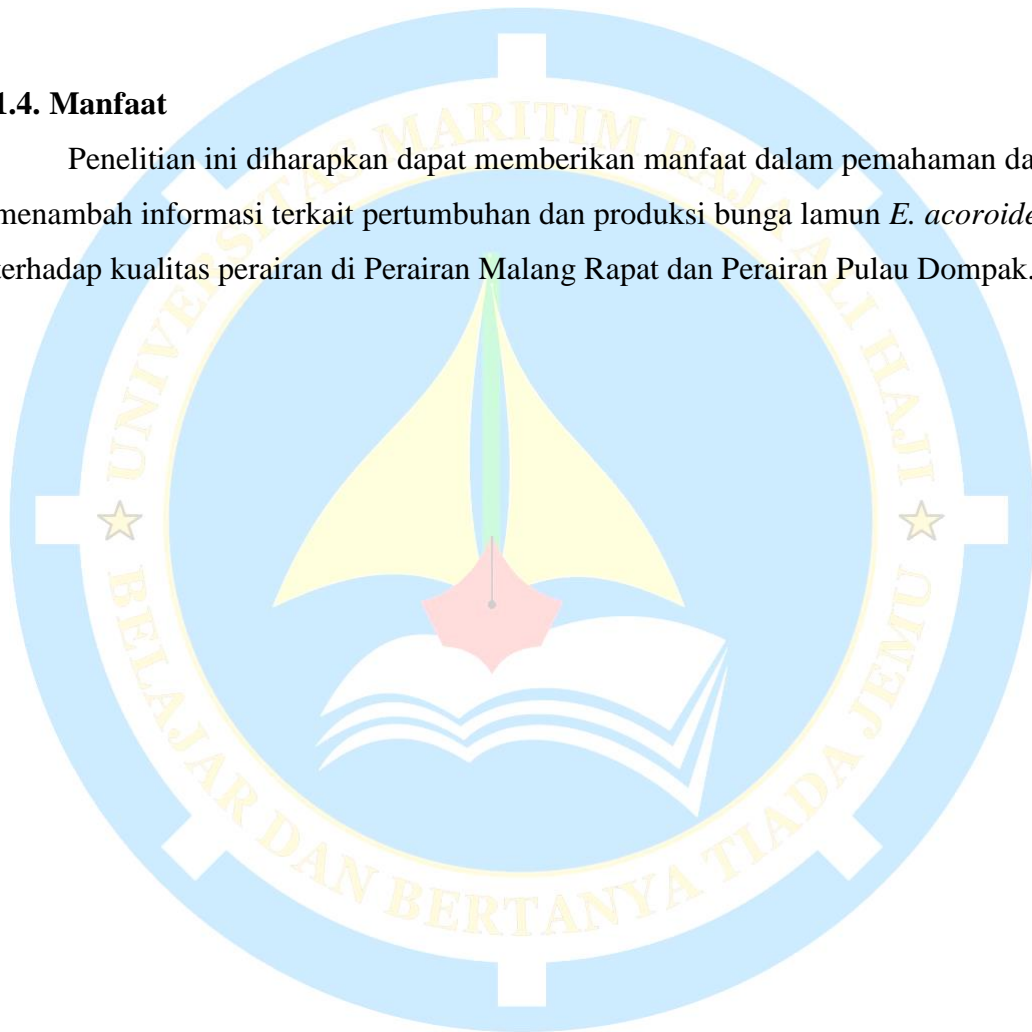 1.4. Manfaat
Penelitian ini diharapkan dapat memberikan manfaat dalam pemahaman da
menambah informasi terkait pertumbuhan dan produksi bunga lamun E. acoroide
terhadap kualitas perairan di Perairan Malang Rapat dan Perairan Pulau Dompak.
UNIVERSITAS MARITIM RAJA ALI HAJI
BELAJAR DAN BERTANYA TIADA JEMU